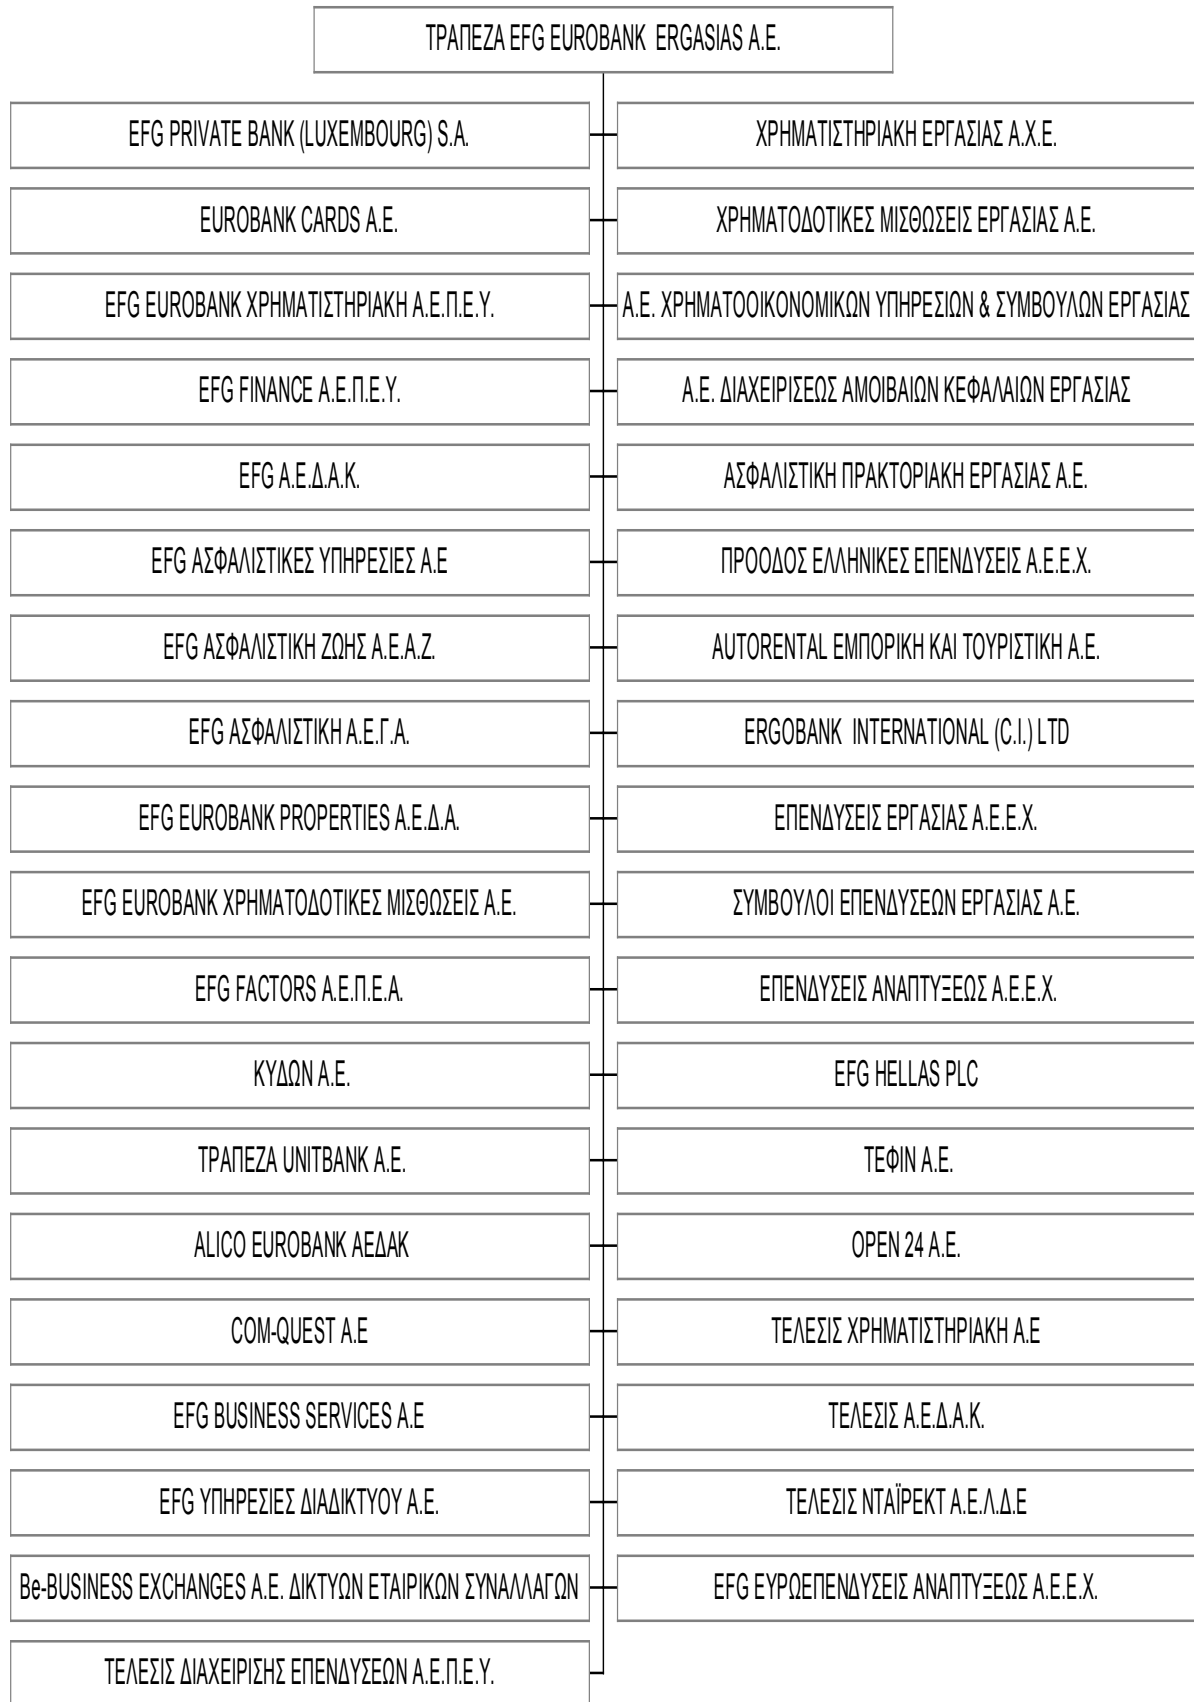 ΤΡΑΠΕΖΑ EFG EUROBANK ERGASIAS A.E.
EFG PRIVATE BANK (LUXEMBOURG) S.A.
ΧΡΗΜΑΤΙΣΤΗΡΙΑΚΗ ΕΡΓΑΣΙΑΣ Α.Χ.Ε.
EUROBANK CARDS A.E.
ΧΡΗΜΑΤΟΔΟΤΙΚΕΣ ΜΙΣΘΩΣΕΙΣ ΕΡΓΑΣΙΑΣ Α.Ε.
EFG EUROBANK ΧΡΗΜΑΤΙΣΤΗΡΙΑΚΗ Α.Ε.Π.Ε.Υ.
Α.Ε. ΧΡΗΜΑΤΟΟΙΚΟΝΟΜΙΚΩΝ ΥΠΗΡΕΣΙΩΝ & ΣΥΜΒΟΥΛΩΝ ΕΡΓΑΣΙΑΣ
EFG FINANCE Α.Ε.Π.Ε.Υ.
Α.Ε. ΔΙΑΧΕΙΡΙΣΕΩΣ ΑΜΟΙΒΑΙΩΝ ΚΕΦΑΛΑΙΩΝ ΕΡΓΑΣΙΑΣ
EFG Α.Ε.Δ.Α.Κ.
ΑΣΦΑΛΙΣΤΙΚΗ ΠΡΑΚΤΟΡΙΑΚΗ ΕΡΓΑΣΙΑΣ Α.Ε.
EFG ΑΣΦΑΛΙΣΤΙΚΕΣ ΥΠΗΡΕΣΙΕΣ Α.Ε
ΠΡΟΟΔΟΣ ΕΛΛΗΝΙΚΕΣ ΕΠΕΝΔΥΣΕΙΣ Α.Ε.Ε.Χ.
EFG ΑΣΦΑΛΙΣΤΙΚΗ ΖΩΗΣ Α.Ε.Α.Ζ.
AUTORENTAL ΕΜΠΟΡΙΚΗ ΚΑΙ ΤΟΥΡΙΣΤΙΚΗ Α.Ε.
EFG ΑΣΦΑΛΙΣΤΙΚΗ Α.Ε.Γ.Α.
ERGOBANK INTERNATIONAL (C.I.) LTD
EFG EUROBANK PROPERTIES Α.Ε.Δ.Α.
ΕΠΕΝΔΥΣΕΙΣ ΕΡΓΑΣΙΑΣ Α.Ε.Ε.Χ.
EFG EUROBANK ΧΡΗΜΑΤΟΔΟΤΙΚΕΣ ΜΙΣΘΩΣΕΙΣ Α.Ε.
ΣΥΜΒΟΥΛΟΙ ΕΠΕΝΔΥΣΕΩΝ ΕΡΓΑΣΙΑΣ Α.Ε.
EFG FACTORS Α.Ε.Π.Ε.Α.
ΕΠΕΝΔΥΣΕΙΣ ΑΝΑΠΤΥΞΕΩΣ Α.Ε.Ε.Χ.
ΚΥΔΩΝ Α.Ε.
EFG HELLAS PLC
ΤΡΑΠΕΖΑ UNITBANK Α.Ε.
ΤΕΦΙΝ Α.Ε.
ALICO EUROBANK ΑΕΔΑΚ
OPEN 24 Α.Ε.
COM-QUEST Α.Ε
ΤΕΛΕΣΙΣ ΧΡΗΜΑΤΙΣΤΗΡΙΑΚΗ Α.Ε
EFG BUSINESS SERVICES Α.Ε
ΤΕΛΕΣΙΣ Α.Ε.Δ.Α.Κ.
EFG ΥΠΗΡΕΣΙΕΣ ΔΙΑΔΙΚΤΥΟΥ Α.Ε.
ΤΕΛΕΣΙΣ ΝΤΑΪΡΕΚΤ Α.Ε.Λ.Δ.Ε
Be-BUSINESS EXCHANGES Α.Ε. ΔΙΚΤΥΩΝ ΕΤΑΙΡΙΚΩΝ ΣΥΝΑΛΛΑΓΩΝ
EFG ΕΥΡΩΕΠΕΝΔΥΣΕΙΣ ΑΝΑΠΤΥΞΕΩΣ Α.Ε.Ε.Χ.
ΤΕΛΕΣΙΣ ΔΙΑΧΕΙΡΙΣΗΣ ΕΠΕΝΔΥΣΕΩΝ Α.Ε.Π.Ε.Υ.